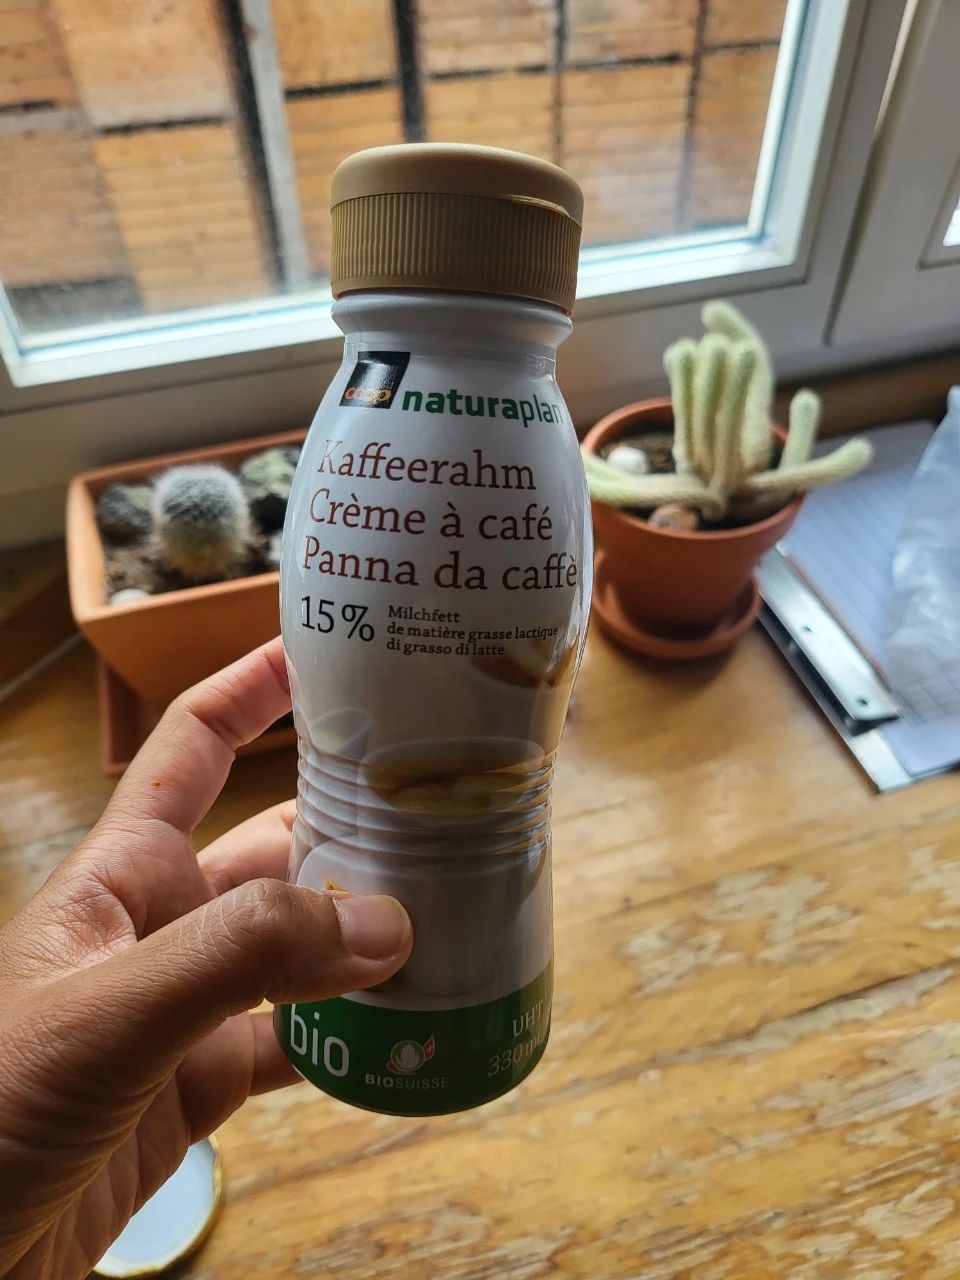 coop naturaplan
Kaffeerahm
Crème à café
Panna da caffè
15%
Milchfett
de matière grasse lactique
di grasso di latte
bio
BIOSUISSE
UHT
330 ml